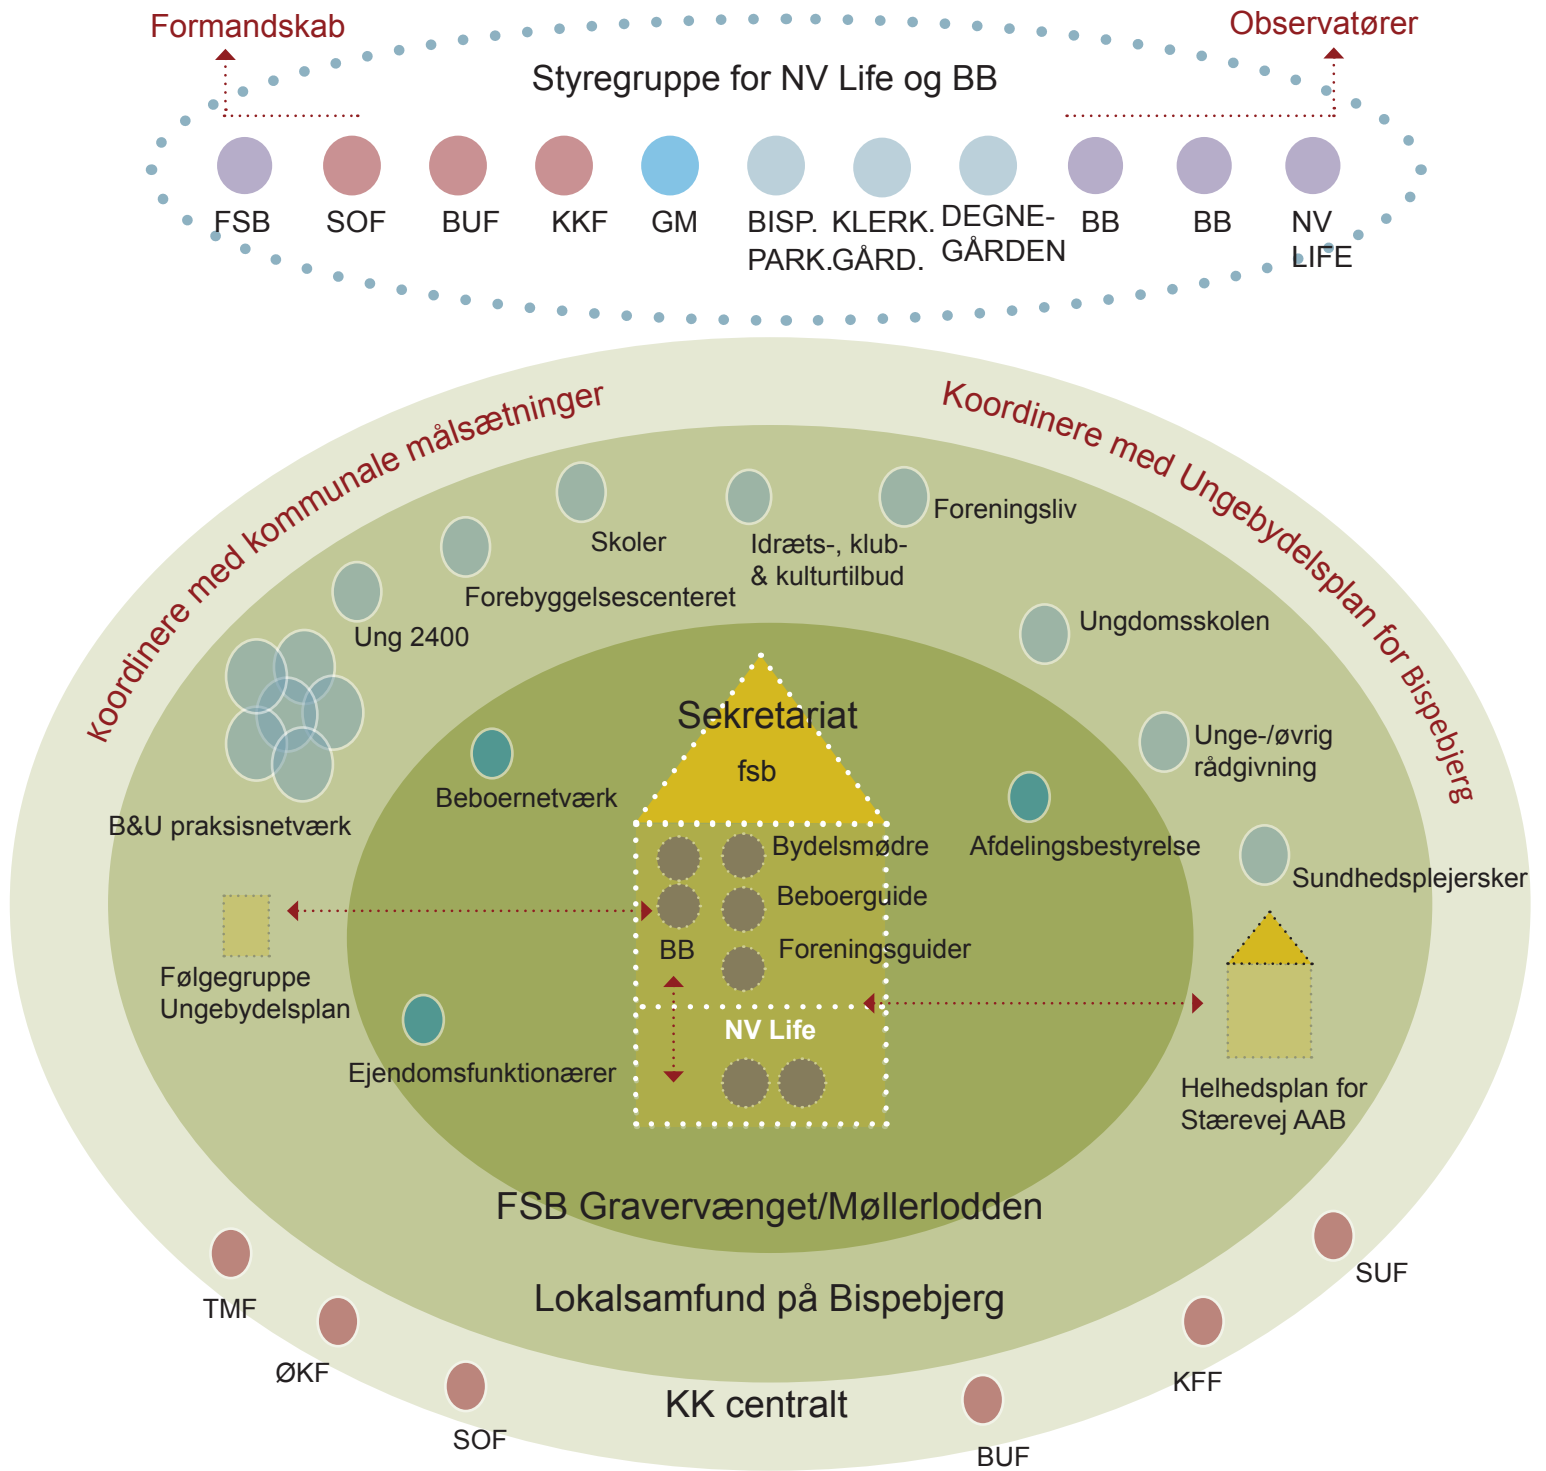 Formandskab
Observatører
Styregruppe for NV Life og BB
FSB
SOF
BUF
KKF
GM
BISP.
PARK.
KLERK.
GÅRD.
DEGNE-
GÅRDEN
BB
BB
NV
LIFE
Koordinere med kommunale målsætninger
Koordinere med Ungebydelsplan for Bispebjerg
Skoler
Idræts-, klub-
& kulturtilbud
Foreningsliv
Forebyggelsescenteret
Ung 2400
Ungdomsskolen
B&U praksisnetværk
Unge-/øvrig
rådgivning
Sundhedsplejersker
Sekretariat
fsb
Beboernetværk
Afdelingsbestyrelse
Bydelsmødre
Beboerguide
BB
Foreningsguider
Følgegruppe
Ungebydelsplan
NV Life
Ejendomsfunktionærer
Helhedsplan for
Stærevej AAB
FSB Gravervænget/Møllerlodden
Lokalsamfund på Bispebjerg
KK centralt
TMF
ØKF
SOF
BUF
KFF
SUF